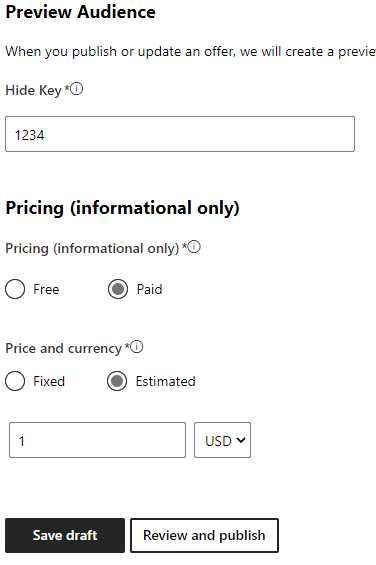 Preview Audience
When you publish or update an offer, we will create a previe
Hide Key *
1234
Pricing (informational only)
Pricing (informational only) *
Free Paid
Price and currency *
Fixed Estimated
1 USD
Save draft Review and publish